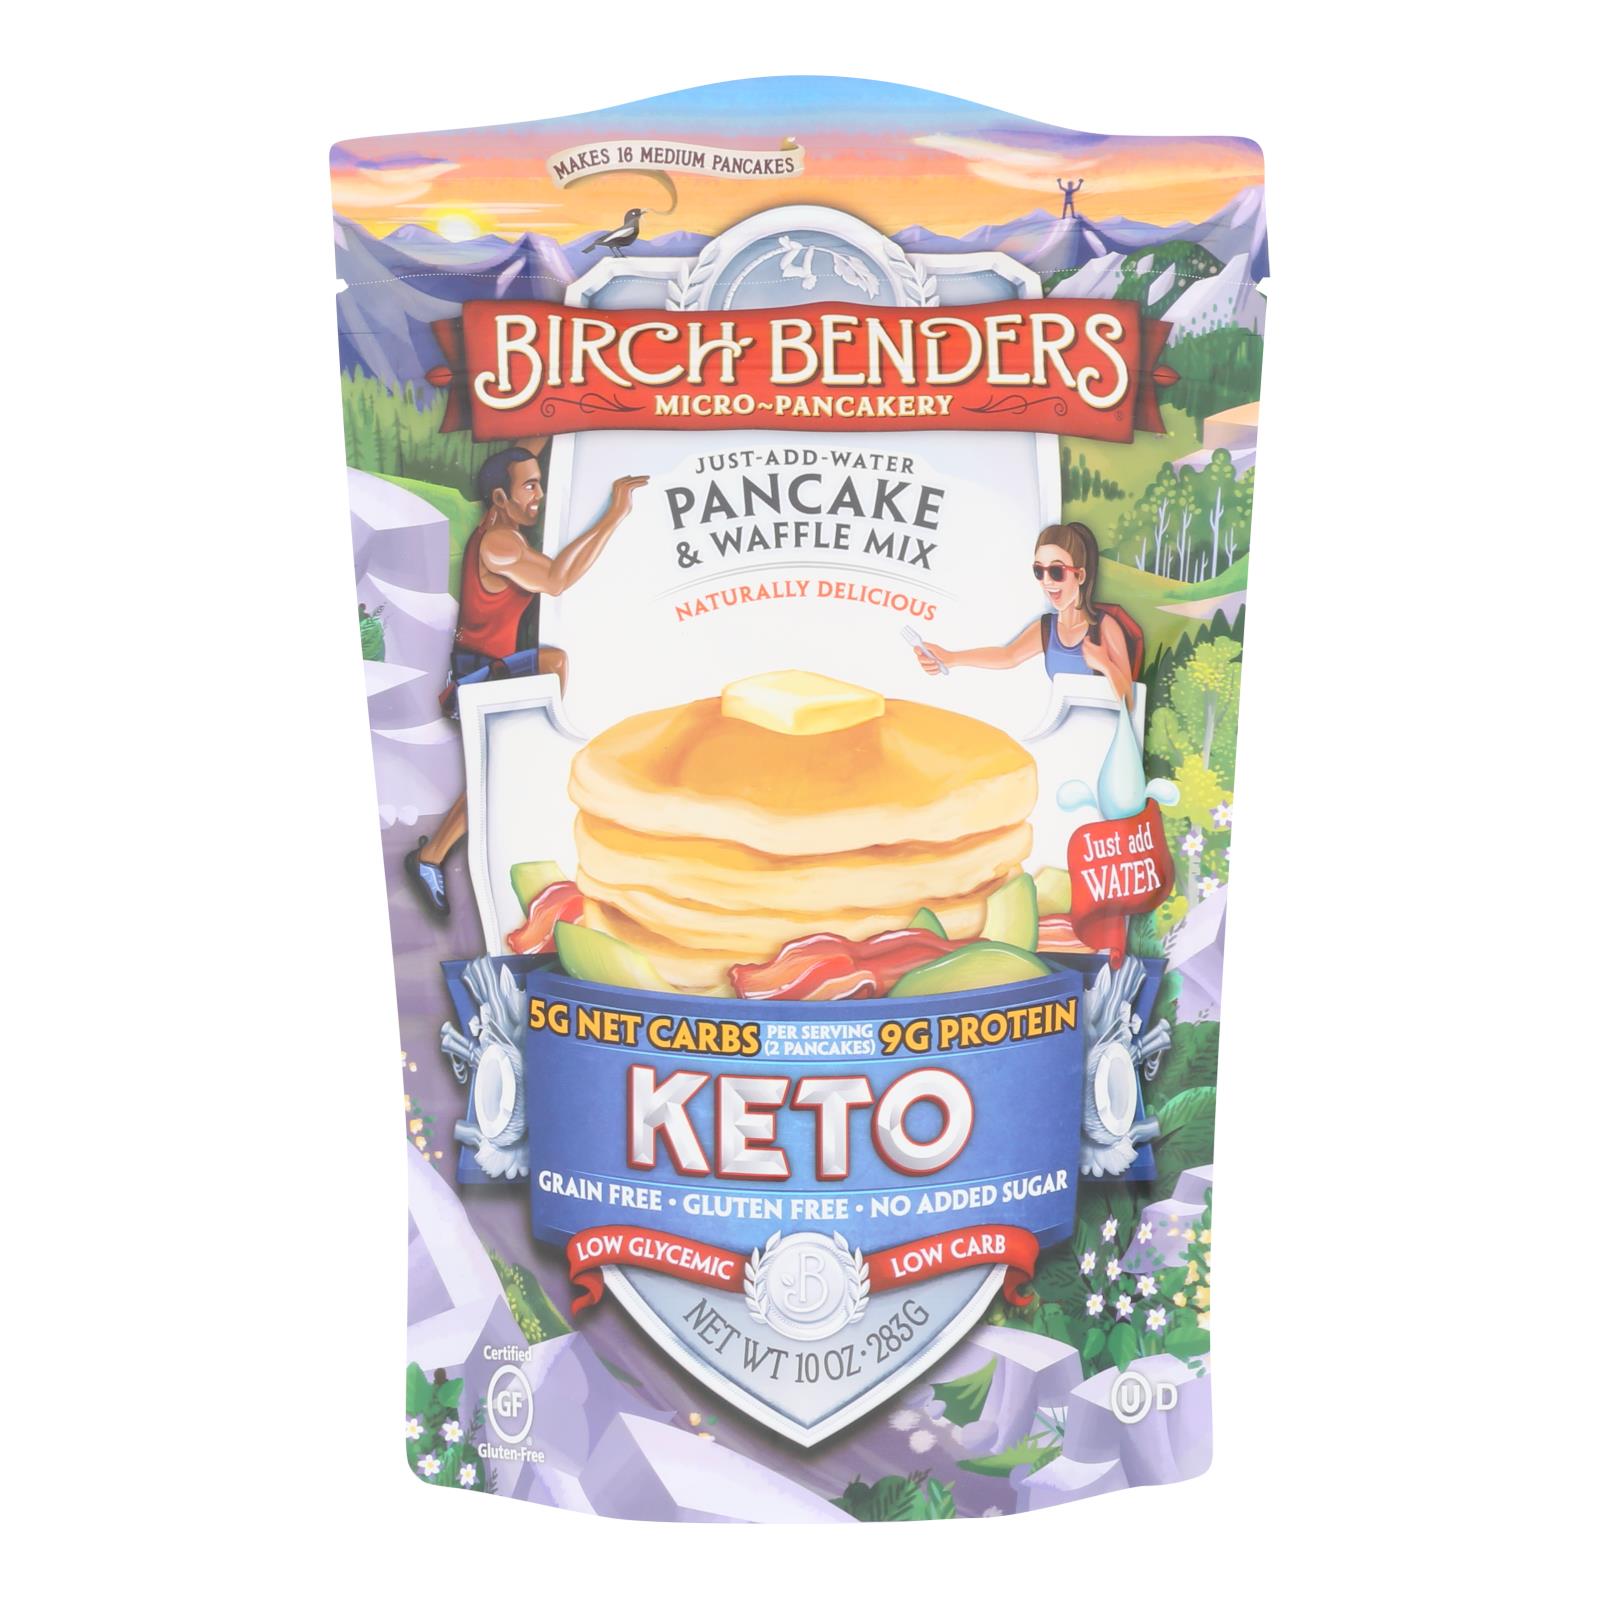 MAKES 16 MEDIUM PANCAKES
BIRCH BENDERS
MICRO~PANCAKERY
®
JUST-ADD-WATER
PANCAKE
& WAFFLE MIX
NATURALLY DELICIOUS
Just add
WATER
5G NET CARBS PER SERVING (2 PANCAKES) 9G PROTEIN
KETO
GRAIN FREE • GLUTEN FREE • NO ADDED SUGAR
LOW GLYCEMIC
LOW CARB
B
NET WT 10 OZ • 283G
Certified
GF
®
Gluten-Free
U D